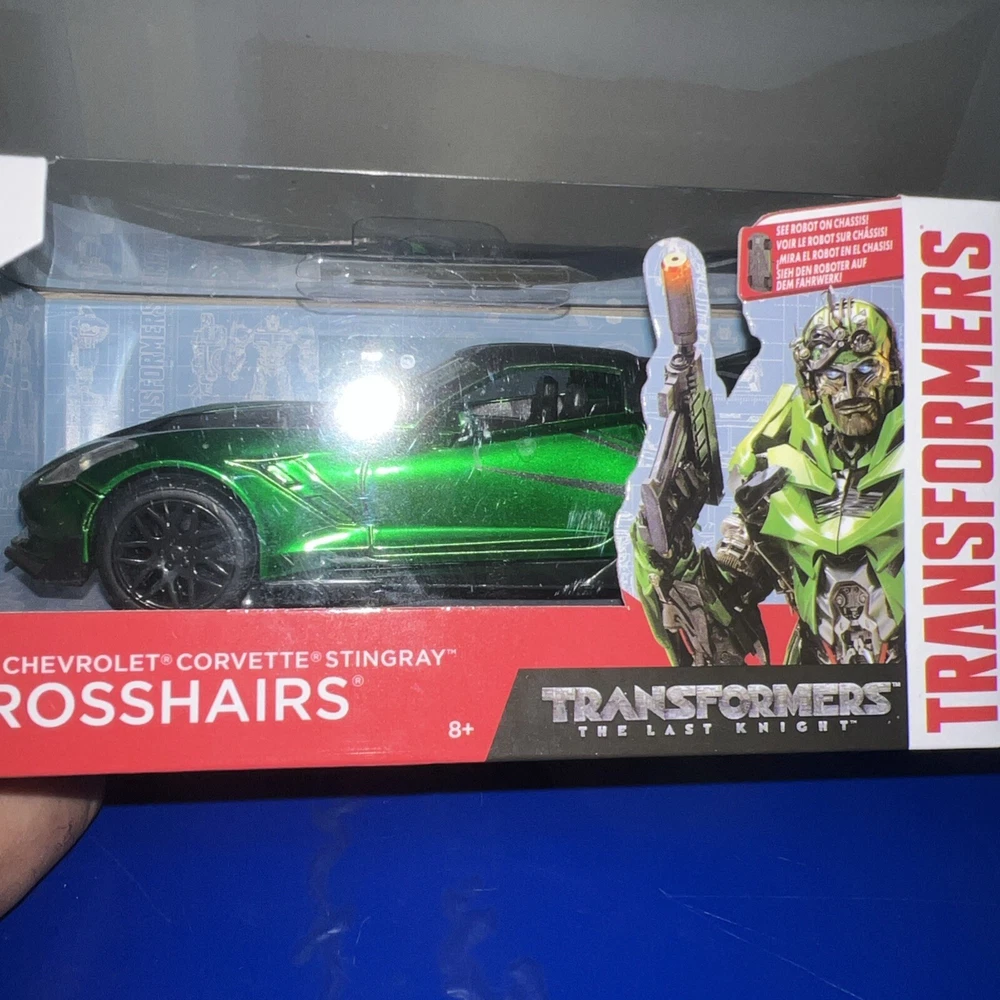 SEE ROBOT ON CHASSIS!
VOIR LE ROBOT SUR CHÂSSIS!
¡MIRA EL ROBOT EN EL CHASIS!
SIEH DEN ROBOTER AUF
DEM FAHRWERK!
TRANSFORMERS
TRANSFORMERS
CHEVROLET® CORVETTE® STINGRAY™
ROSSHAIRS®
8+
TRANSFORMERS™
THE LAST KNIGHT™